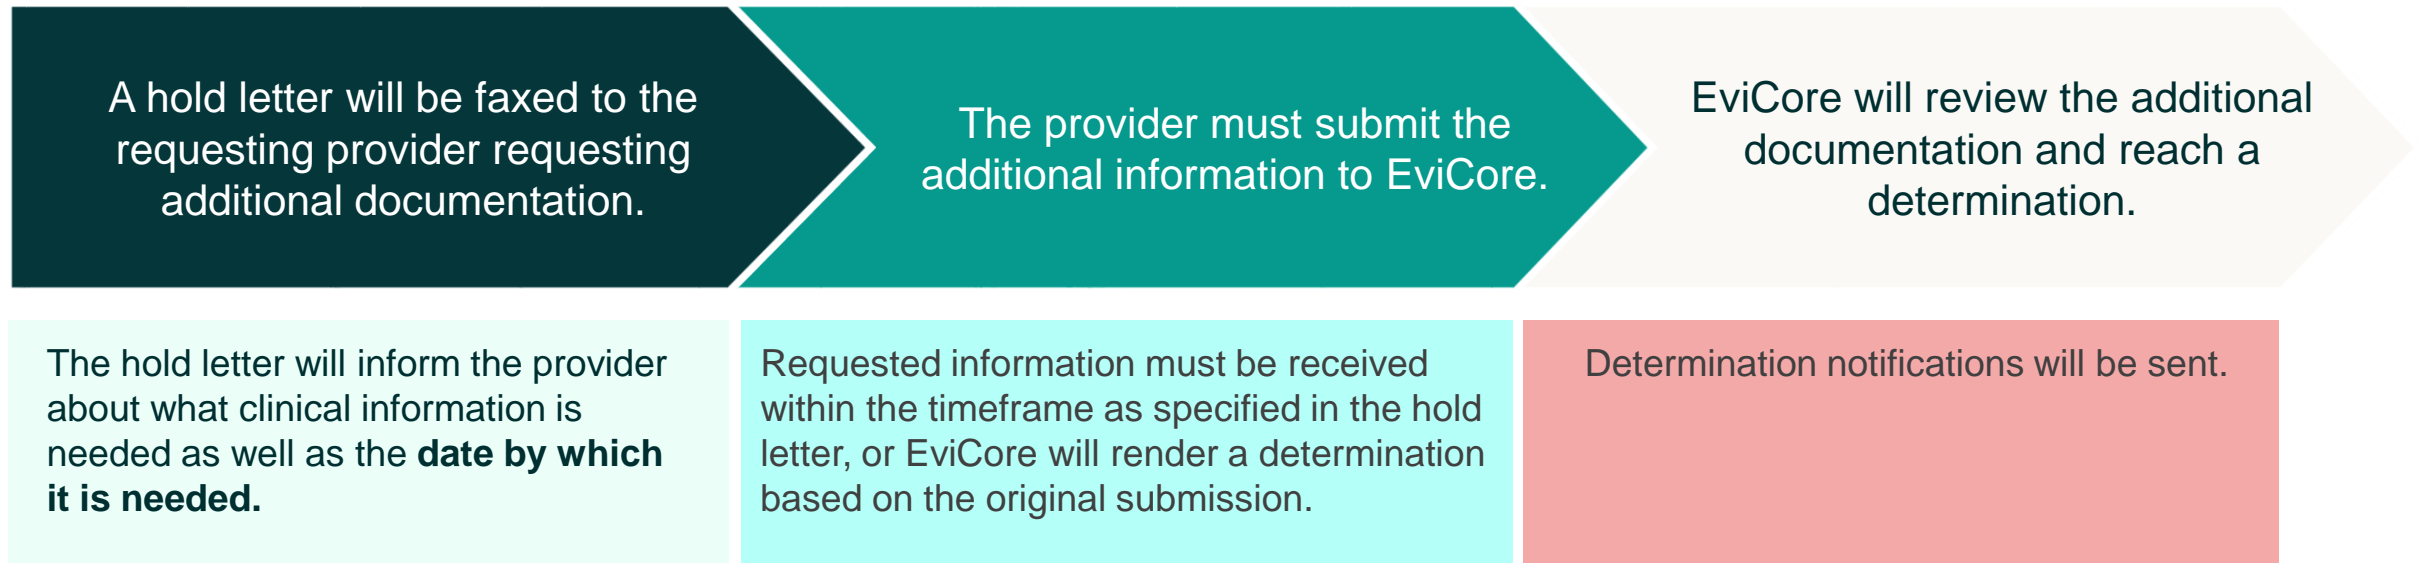 A hold letter will be faxed to the
requesting provider requesting
additional documentation.
The provider must submit the
additional information to EviCore.
EviCore will review the additional
documentation and reach a
determination.
The hold letter will inform the provider
about what clinical information is
needed as well as the date by which
it is needed.
Requested information must be received
within the timeframe as specified in the hold
letter, or EviCore will render a determination
based on the original submission.
Determination notifications will be sent.